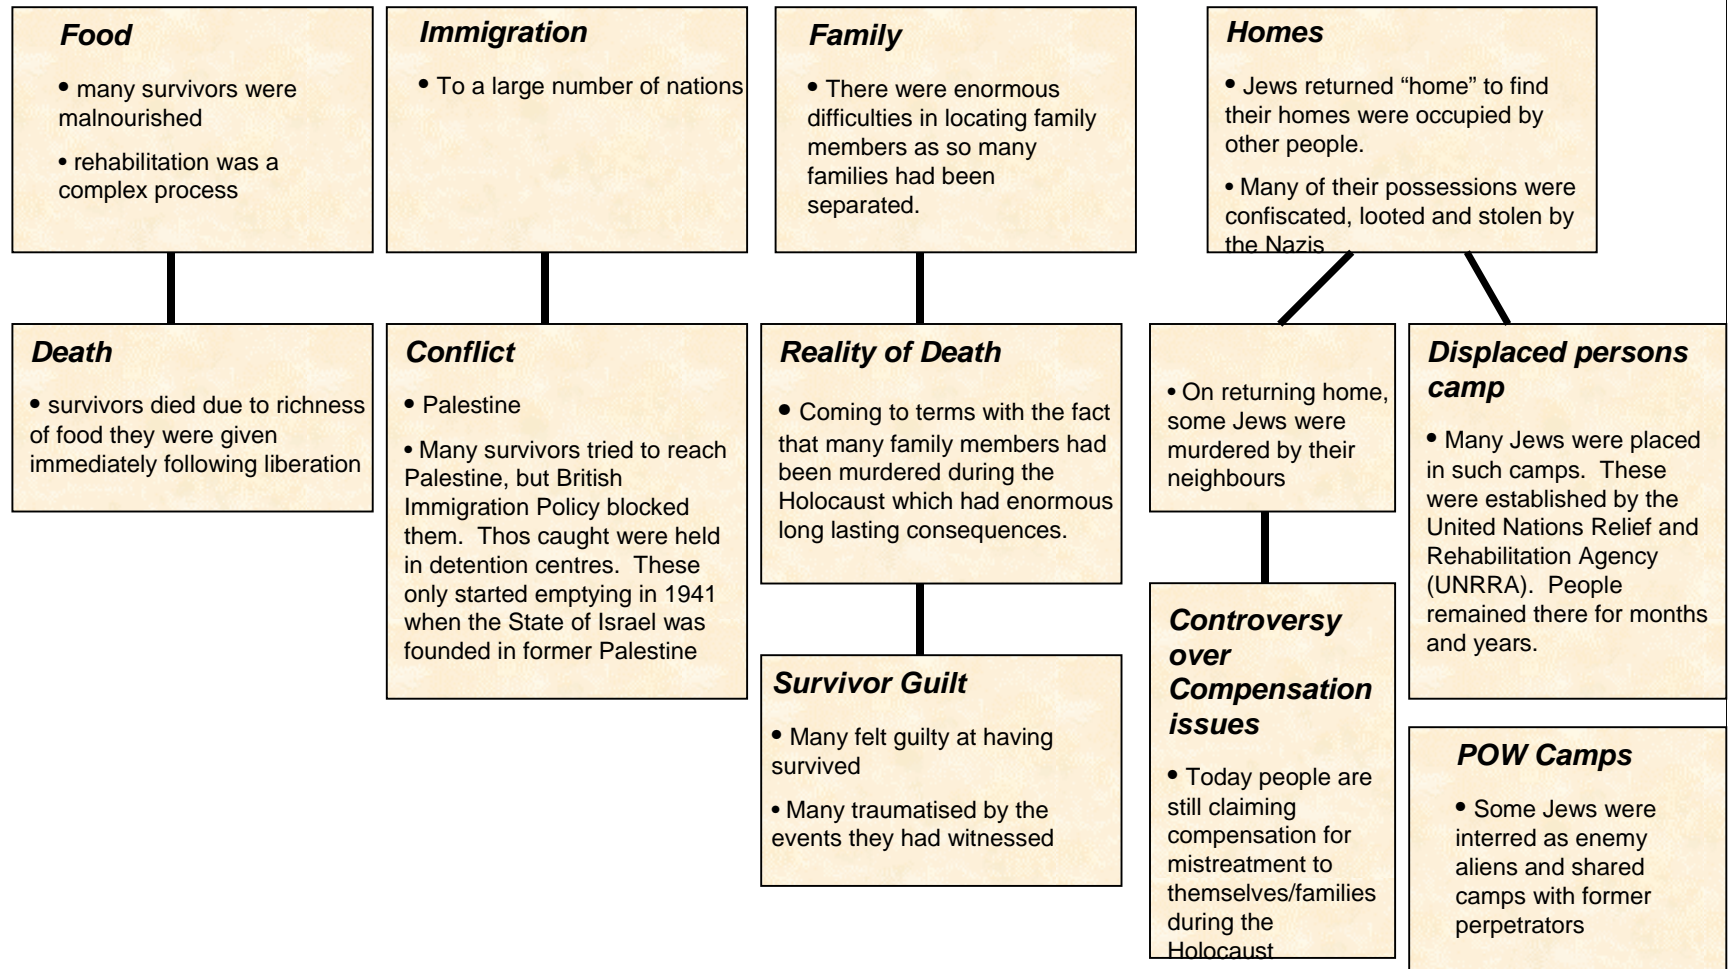 Food
• many survivors were
malnourished
• rehabilitation was a
complex process
Immigration
• To a large number of nations
Family
• There were enormous
difficulties in locating family
members as so many
families had been
separated.
Homes
• Jews returned “home” to find
their homes were occupied by
other people.
• Many of their possessions were
confiscated, looted and stolen by
the Nazis
Death
• survivors died due to richness
of food they were given
immediately following liberation
Conflict
• Palestine
• Many survivors tried to reach
Palestine, but British
Immigration Policy blocked
them.  Thos caught were held
in detention centres.  These
only started emptying in 1941
when the State of Israel was
founded in former Palestine
Reality of Death
• Coming to terms with the fact
that many family members had
been murdered during the
Holocaust which had enormous
long lasting consequences.
Survivor Guilt
• Many felt guilty at having
survived
• Many traumatised by the
events they had witnessed
• On returning home,
some Jews were
murdered by their
neighbours
Controversy
over
Compensation
issues
• Today people are
still claiming
compensation for
mistreatment to
themselves/families
during the
Holocaust
Displaced persons
camp
• Many Jews were placed
in such camps.  These
were established by the
United Nations Relief and
Rehabilitation Agency
(UNRRA).  People
remained there for months
and years.
POW Camps
• Some Jews were
interred as enemy
aliens and shared
camps with former
perpetrators